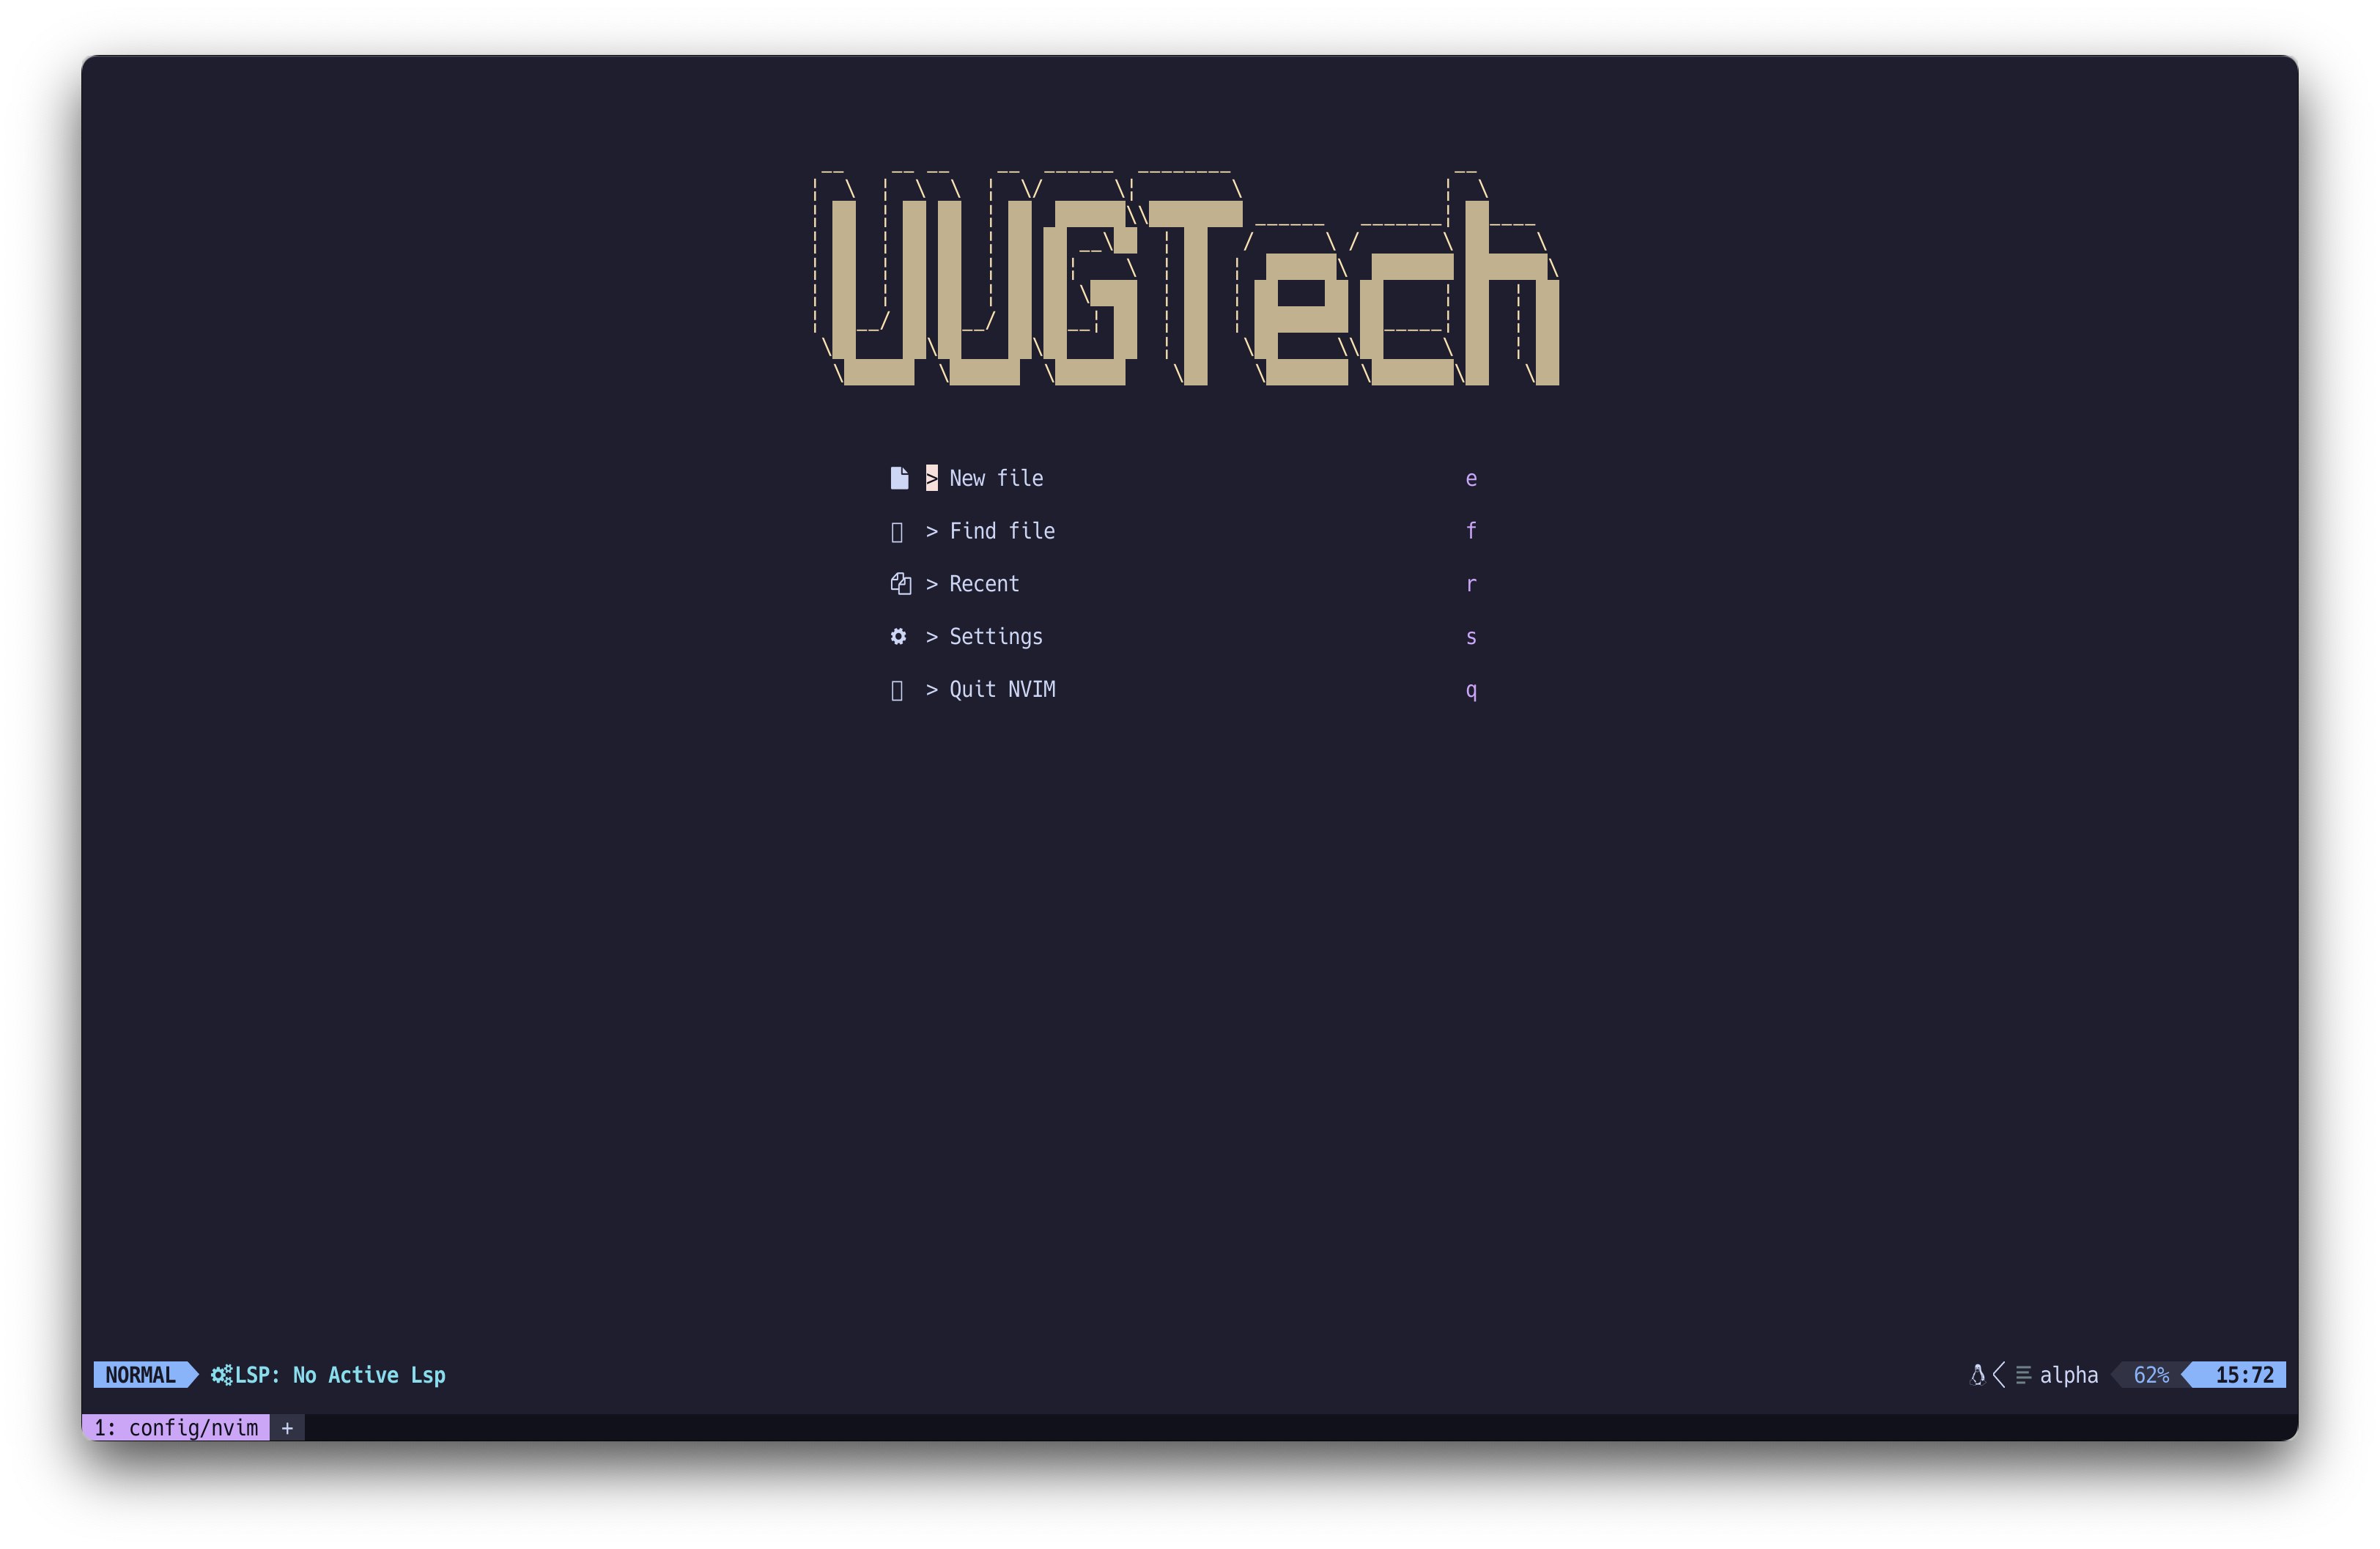 UUGTech
> New file e
> Find file f
> Recent r
> Settings s
> Quit NVIM q
NORMAL LSP: No Active Lsp alpha 62% 15:72
1: config/nvim +